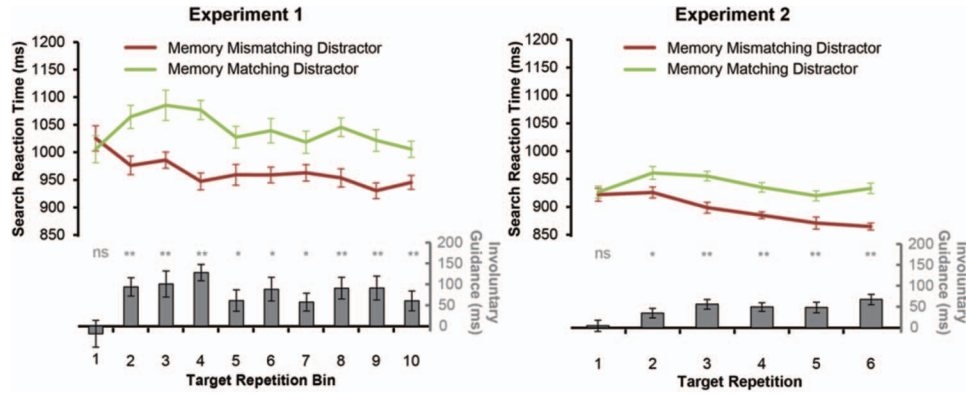 Experiment 1
Search Reaction Time (ms)
1200
1150
1100
1050
1000
950
900
850
Memory Mismatching Distractor
Memory Matching Distractor
ns ** ** ** * * * ** ** **
200
150
100
50
0
Involuntary
Guidance (ms)
1 2 3 4 5 6 7 8 9 10
Target Repetition Bin
Experiment 2
Search Reaction Time (ms)
1200
1150
1100
1050
1000
950
900
850
Memory Mismatching Distractor
Memory Matching Distractor
ns * ** ** ** **
200
150
100
50
0
Involuntary
Guidance (ms)
1 2 3 4 5 6
Target Repetition